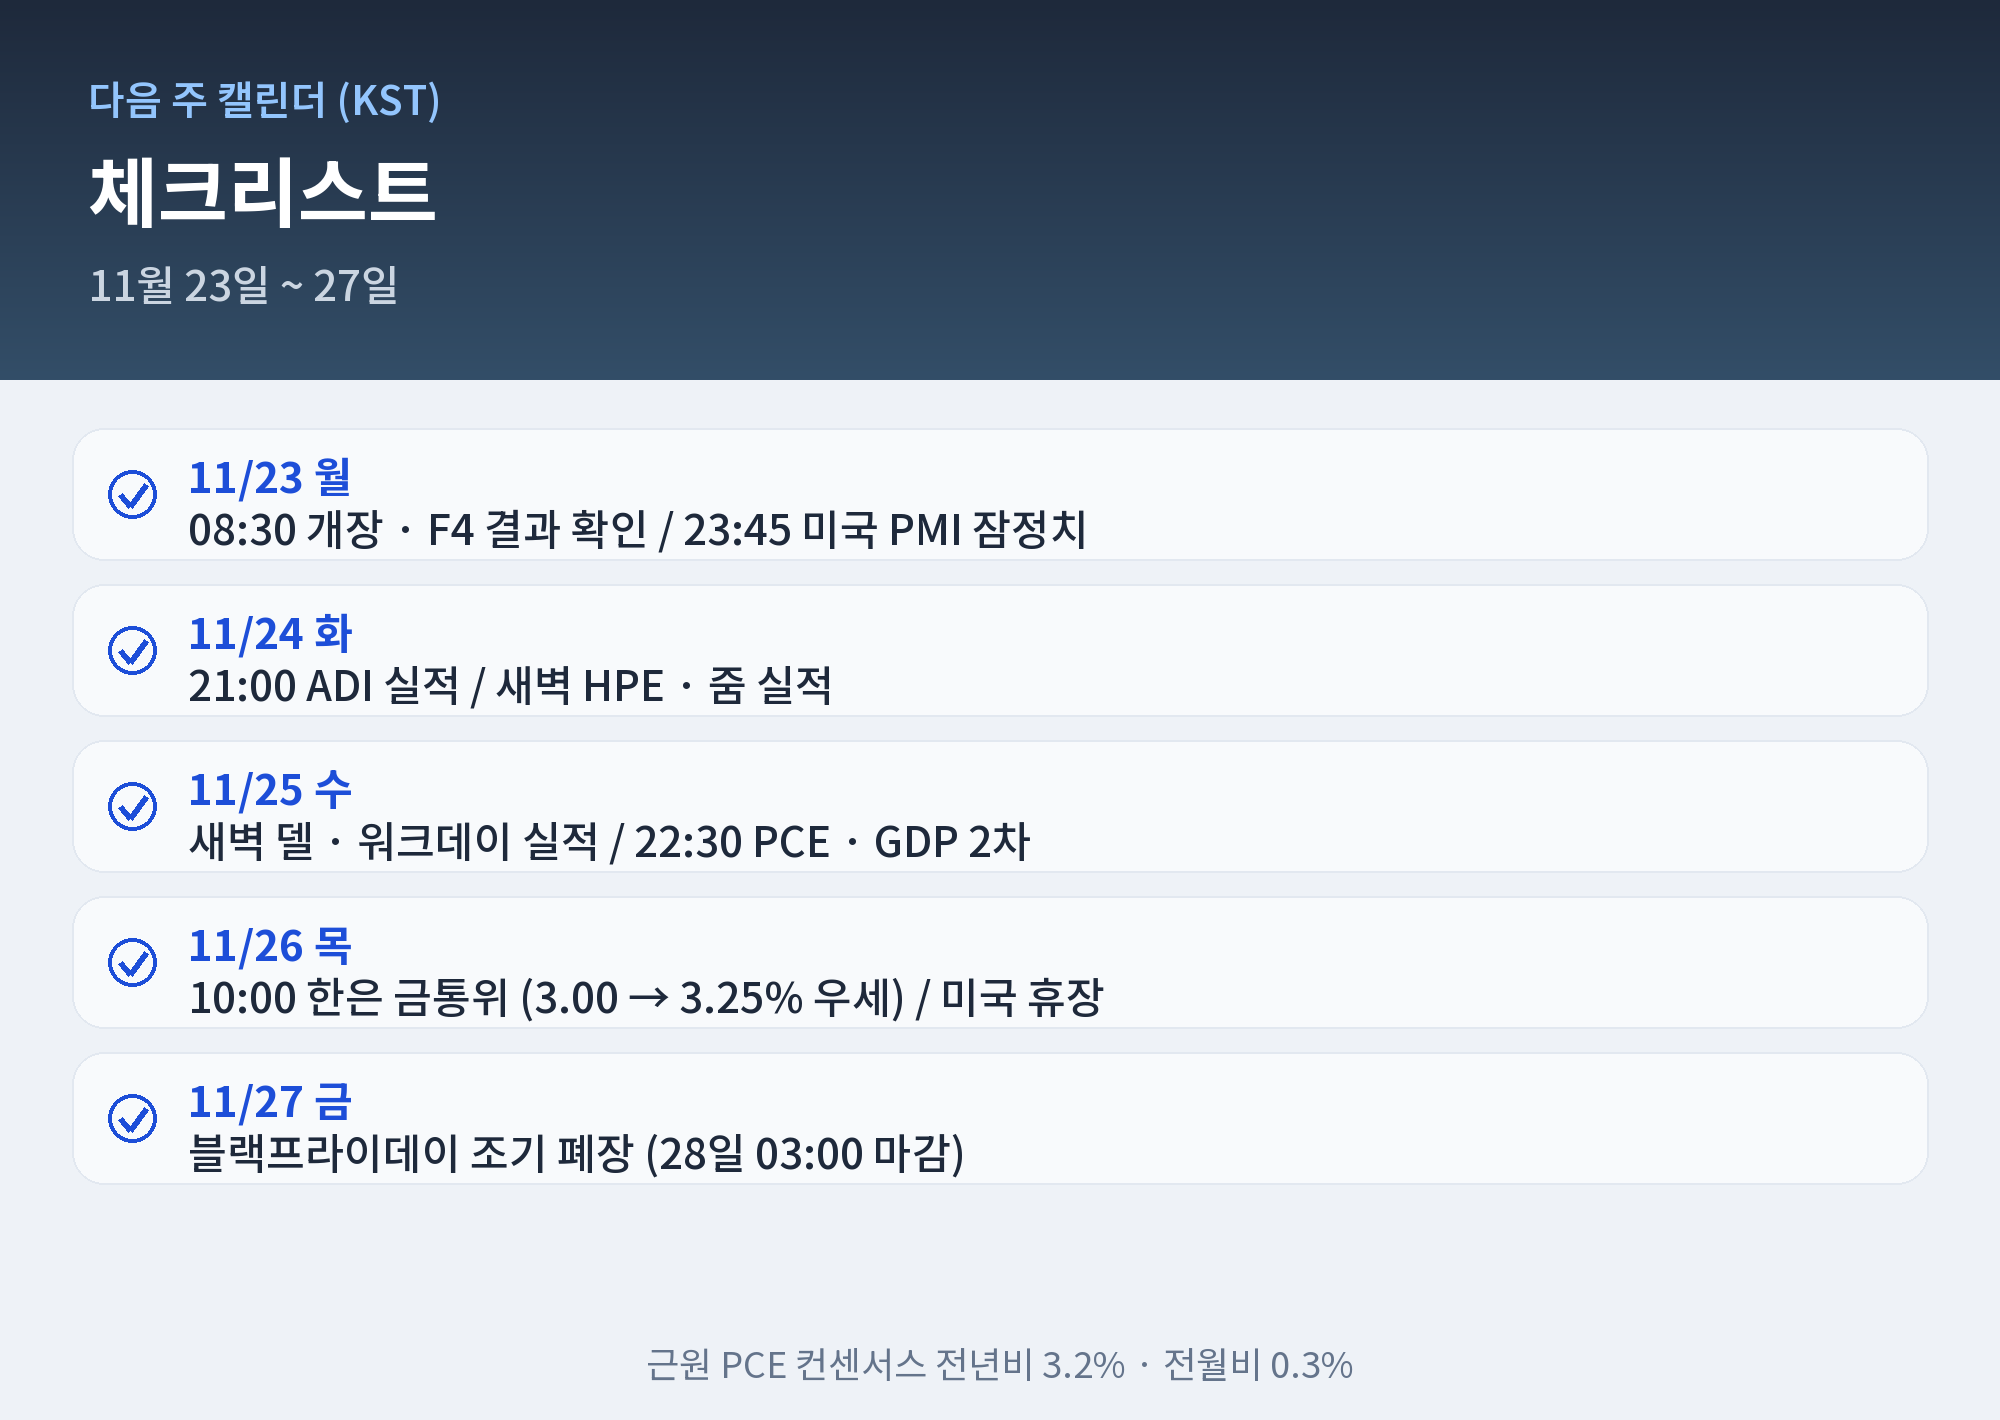 다음 주 캘린더 (KST)
체크리스트
11월 23일 ~ 27일
11/23 월
08:30 개장 · F4 결과 확인 / 23:45 미국 PMI 잠정치
11/24 화
21:00 ADI 실적 / 새벽 HPE · 줌 실적
11/25 수
새벽 델 · 워크데이 실적 / 22:30 PCE · GDP 2차
11/26 목
10:00 한은 금통위 (3.00 → 3.25% 우세) / 미국 휴장
11/27 금
블랙프라이데이 조기 폐장 (28일 03:00 마감)
근원 PCE 컨센서스 전년비 3.2% · 전월비 0.3%